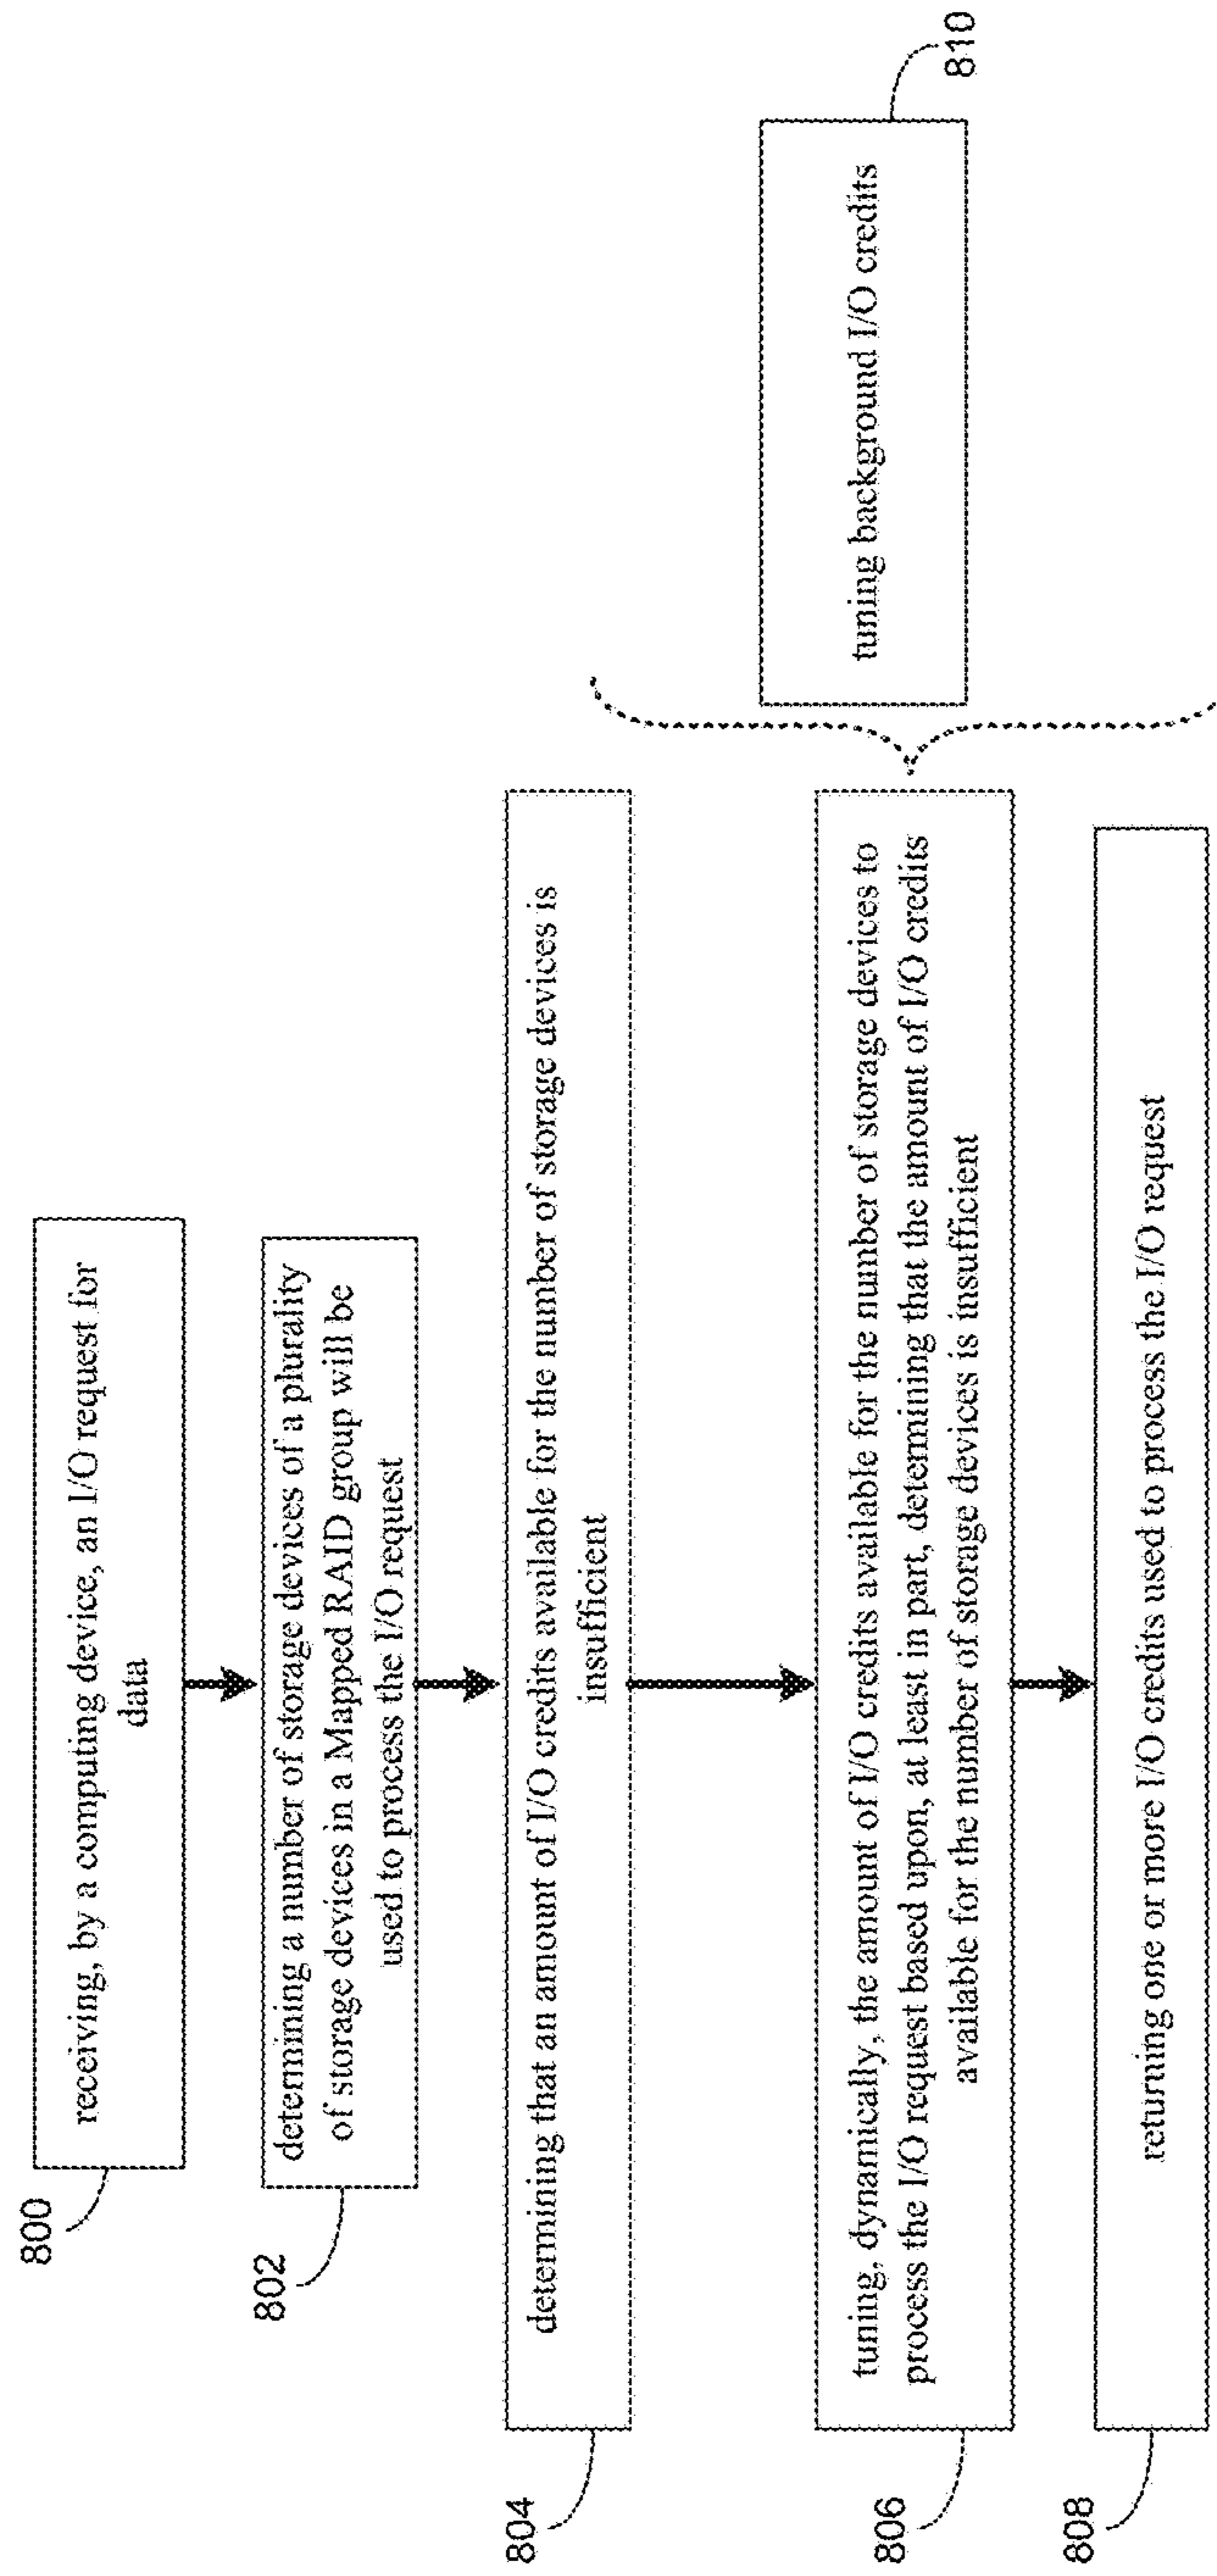 800
receiving, by a computing device, an I/O request for
data
802
determining a number of storage devices of a plurality
of storage devices in a Mapped RAID group will be
used to process the I/O request
804
determining that an amount of I/O credits available for the number of storage devices is
insufficient
806
tuning, dynamically, the amount of I/O credits available for the number of storage devices to
process the I/O request based upon, at least in part, determining that the amount of I/O credits
available for the number of storage devices is insufficient
810
tuning background I/O credits
808
returning one or more I/O credits used to process the I/O request